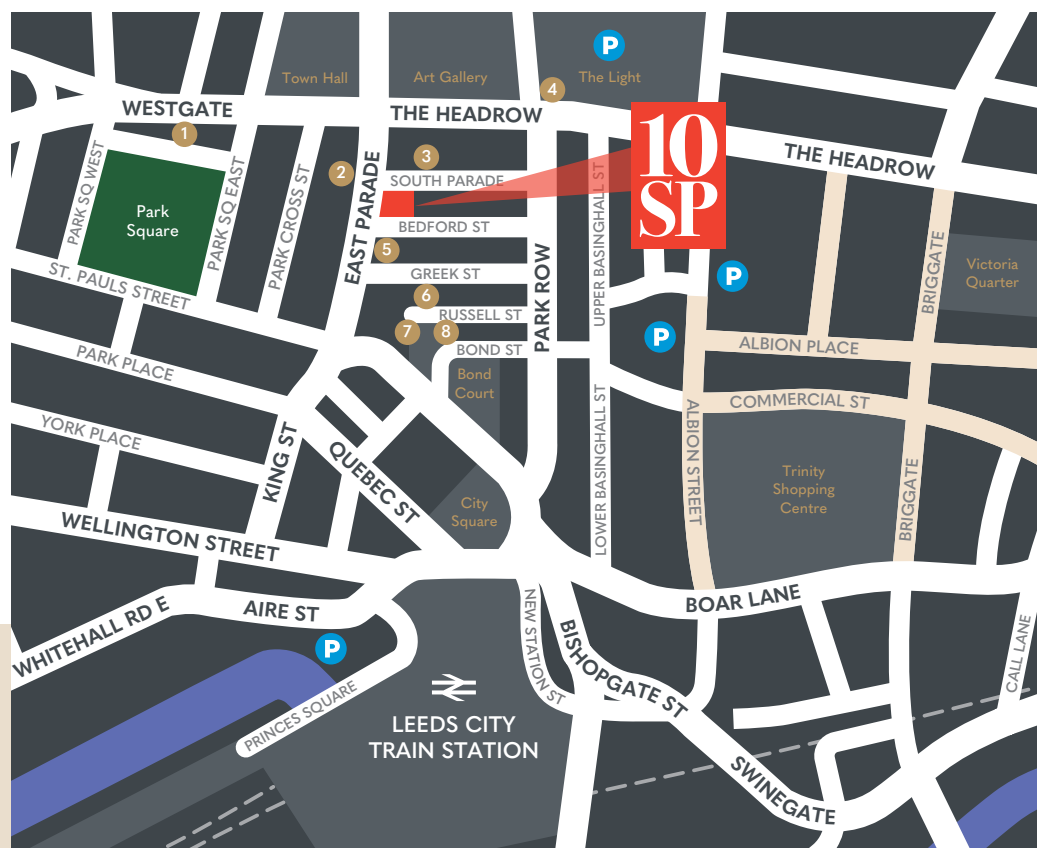 P
Town Hall
Art Gallery
The Light
4
WESTGATE
THE HEADROW
10
SP
1
2
3
THE HEADROW
SOUTH PARADE
PARK SQ WEST
Park
Square
PARK SQ EAST
PARK CROSS ST
EAST PARADE
BEDFORD ST
UPPER BASINGHALL ST
BRIGGATE
Victoria
Quarter
5
GREEK ST
P
ST. PAULS STREET
6
RUSSELL ST
PARK ROW
7
8
P
BOND ST
ALBION PLACE
PARK PLACE
Bond
Court
COMMERCIAL ST
YORK PLACE
KING ST
QUEBEC ST
LOWER BASINGHALL ST
ALBION STREET
Trinity
Shopping
Centre
BRIGGATE
City
Square
WELLINGTON STREET
BOAR LANE
WHITEHALL RD E
AIRE ST
NEW STATION ST
BISHOPGATE ST
CALL LANE
P
PRINCES SQUARE
LEEDS CITY
TRAIN STATION
SWINEGATE